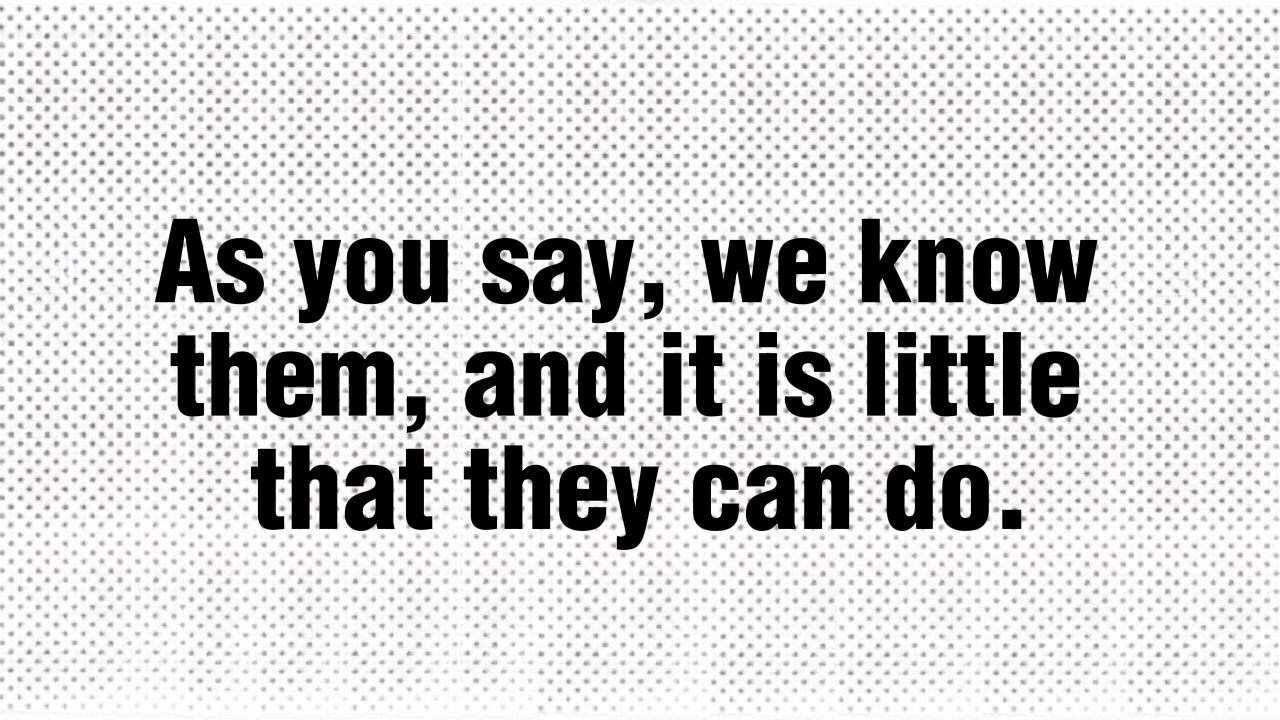 As you say, we know
them, and it is little
that they can do.